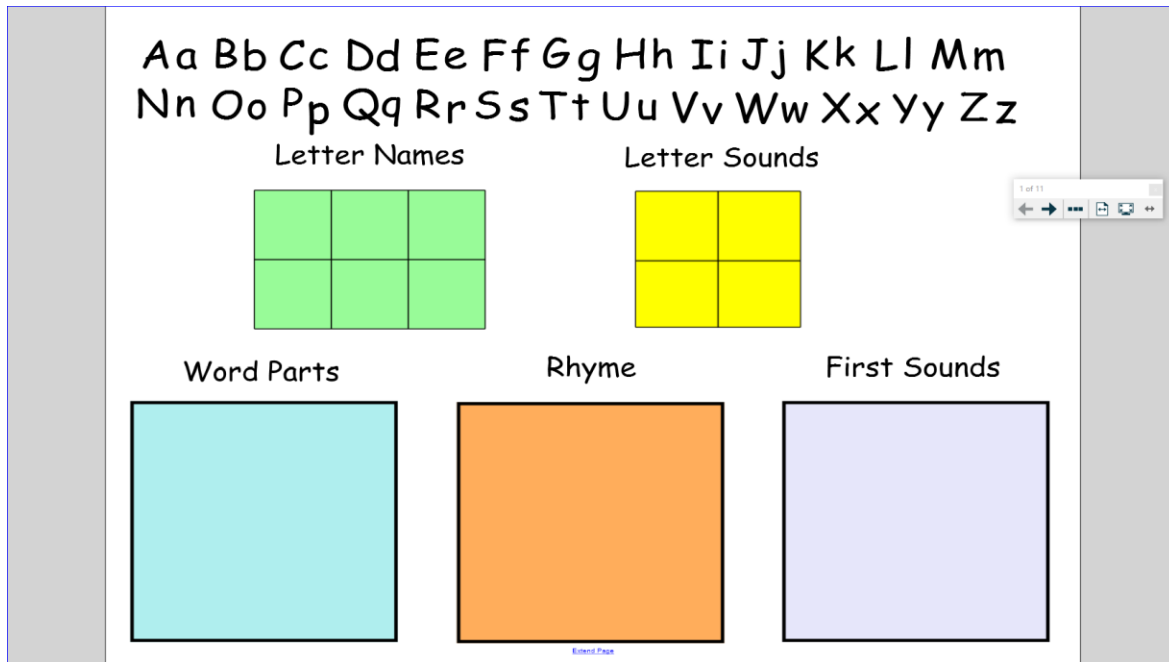 Aa Bb Cc Dd Ee Ff Gg Hh Ii Jj Kk Ll Mm
Nn Oo Pp Qq Rr Ss Tt Uu Vv Ww Xx Yy Zz
Letter Names
Letter Sounds
1 of 11
Word Parts
Rhyme
First Sounds
Extend Page